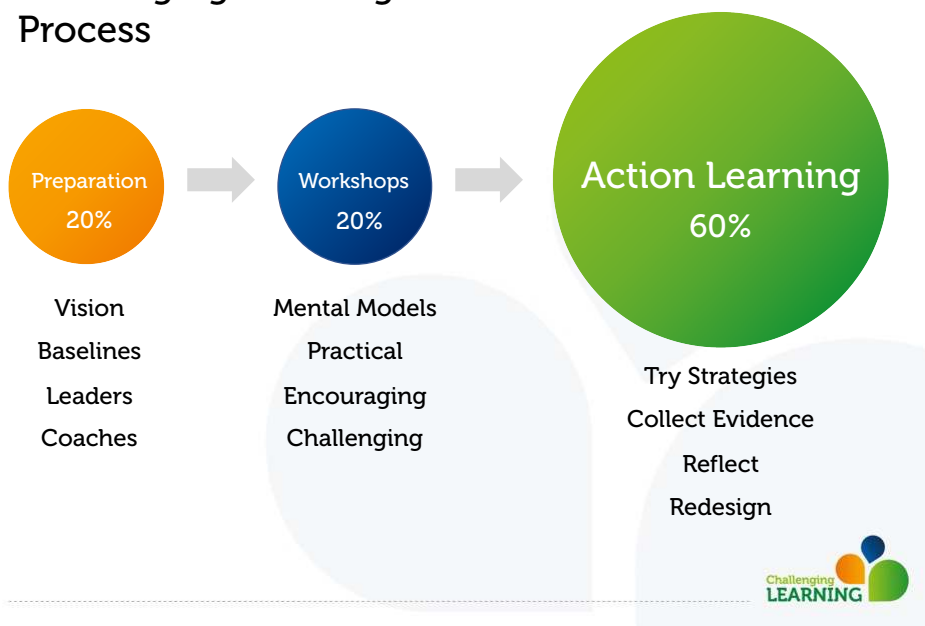 Process
Preparation
20%
Workshops
20%
Action Learning
60%
Vision
Baselines
Leaders
Coaches
Mental Models
Practical
Encouraging
Challenging
Try Strategies
Collect Evidence
Reflect
Redesign
Challenging
LEARNING